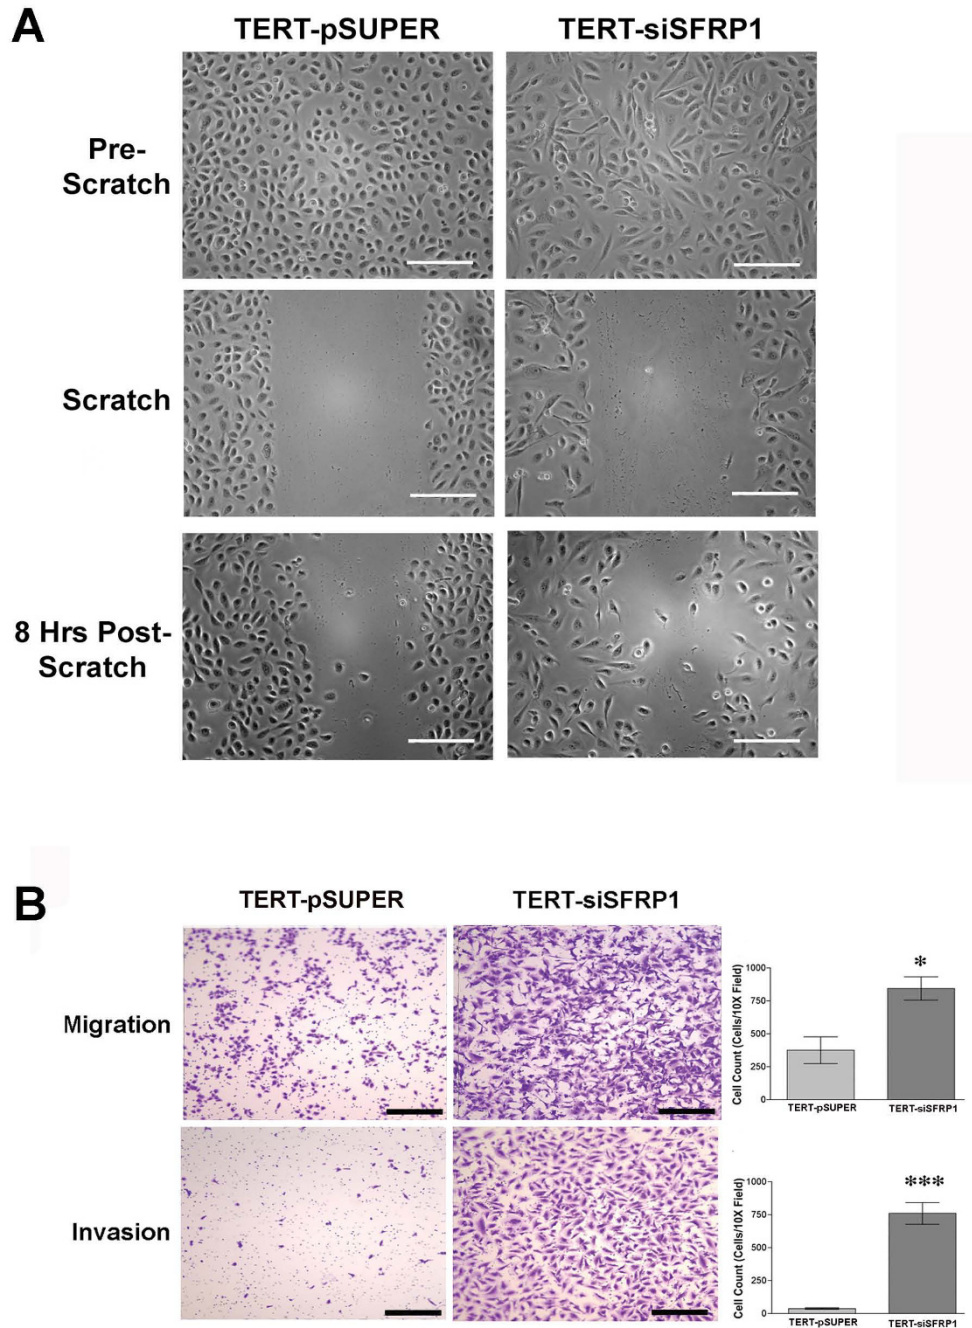 A
TERT-pSUPER
TERT-siSFRP1
Pre-
Scratch
Scratch
8 Hrs Post-
Scratch
B
TERT-pSUPER
TERT-siSFRP1
Migration
Cell Count (Cells/10X Field)
1000
750
500
250
0
*
TERT-pSUPER
TERT-siSFRP1
Invasion
Cell Count (Cells/10X Field)
1000
750
500
250
0
***
TERT-pSUPER
TERT-siSFRP1